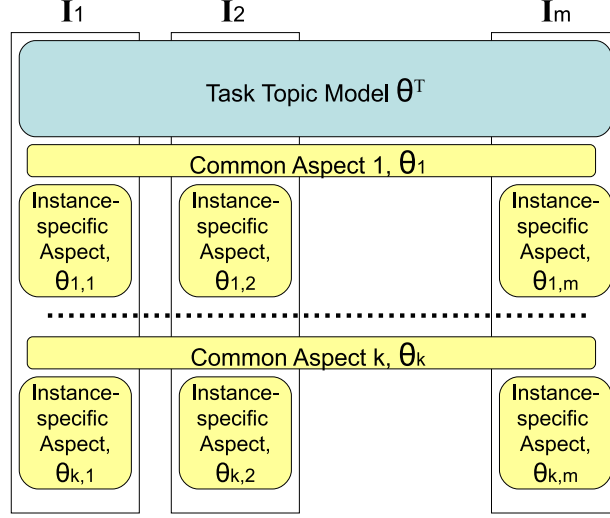 I1 I2 Im
Task Topic Model θᵀ
Common Aspect 1, θ1
Instance- Instance- Instance-
specific specific specific
Aspect, Aspect, Aspect,
θ1,1 θ1,2 θ1,m
Common Aspect k, θk
Instance- Instance- Instance-
specific specific specific
Aspect, Aspect, Aspect,
θk,1 θk,2 θk,m